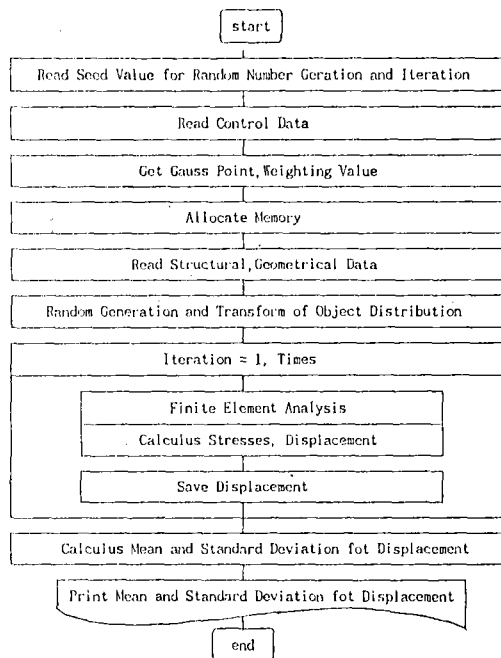 start
Read Seed Value for Random Number Geration and Iteration
Read Control Data
Get Gauss Point,Weighting Value
Allocate Memory
Read Structural,Geometrical Data
Random Generation and Transform of Object Distribution
Iteration = 1, Times
Finite Element Analysis
Calculus Stresses, Displacement
Save Displacement
Calculus Mean and Standard Deviation fot Displacement
Print Mean and Standard Deviation fot Displacement
end